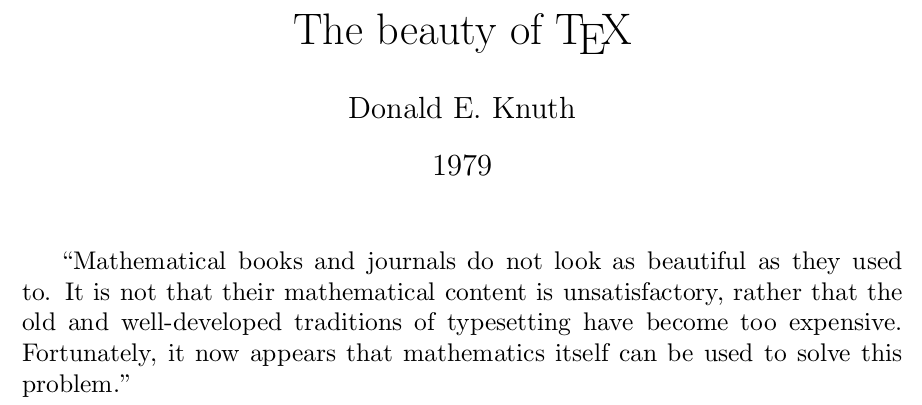 The beauty of TEX
Donald E. Knuth
1979
“Mathematical books and journals do not look as beautiful as they used
to. It is not that their mathematical content is unsatisfactory, rather that the
old and well-developed traditions of typesetting have become too expensive.
Fortunately, it now appears that mathematics itself can be used to solve this
problem.”